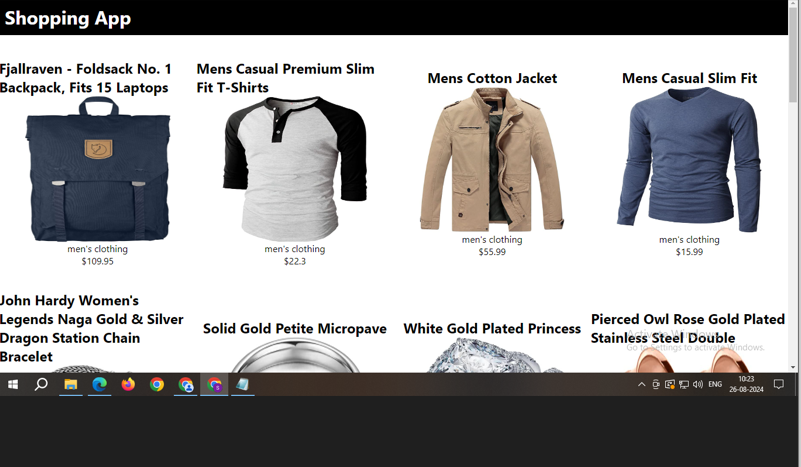 Shopping App
Fjallraven - Foldsack No. 1
Backpack, Fits 15 Laptops
men's clothing
$109.95
Mens Casual Premium Slim
Fit T-Shirts
men's clothing
$22.3
Mens Cotton Jacket
men's clothing
$55.99
Mens Casual Slim Fit
men's clothing
$15.99
John Hardy Women's
Legends Naga Gold & Silver
Dragon Station Chain
Bracelet
Solid Gold Petite Micropave
White Gold Plated Princess
Pierced Owl Rose Gold Plated
Stainless Steel Double
Activate Windows
Go to Settings to activate Windows.
ENG
10:23
26-08-2024